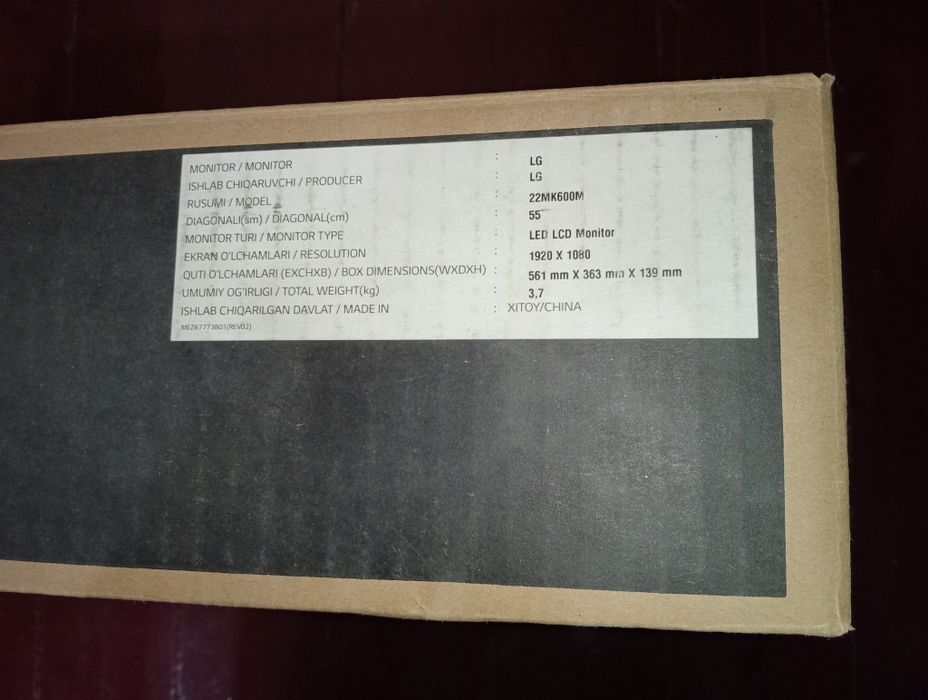 MONITOR / MONITOR : LG
ISHLAB CHIQARUVCHI / PRODUCER : LG
RUSUMI / MODEL : 22MK600M
DIAGONALI(sm) / DIAGONAL(cm) : 55
MONITOR TURI / MONITOR TYPE : LED LCD Monitor
EKRAN O'LCHAMLARI / RESOLUTION : 1920 X 1080
QUTI O'LCHAMLARI (EXCHXB) / BOX DIMENSIONS(WXDXH) : 561 mm X 363 mm X 139 mm
UMUMIY OG'IRLIGI / TOTAL WEIGHT(kg) : 3,7
ISHLAB CHIQARILGAN DAVLAT / MADE IN : XITOY/CHINA
MEZ67773801(REV02)